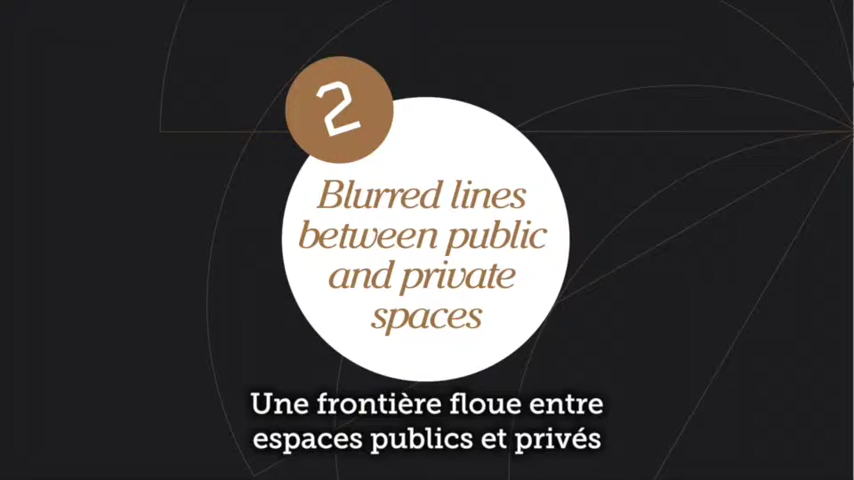 2
Blurred lines
between public
and private
spaces
Une frontière floue entre
espaces publics et privés